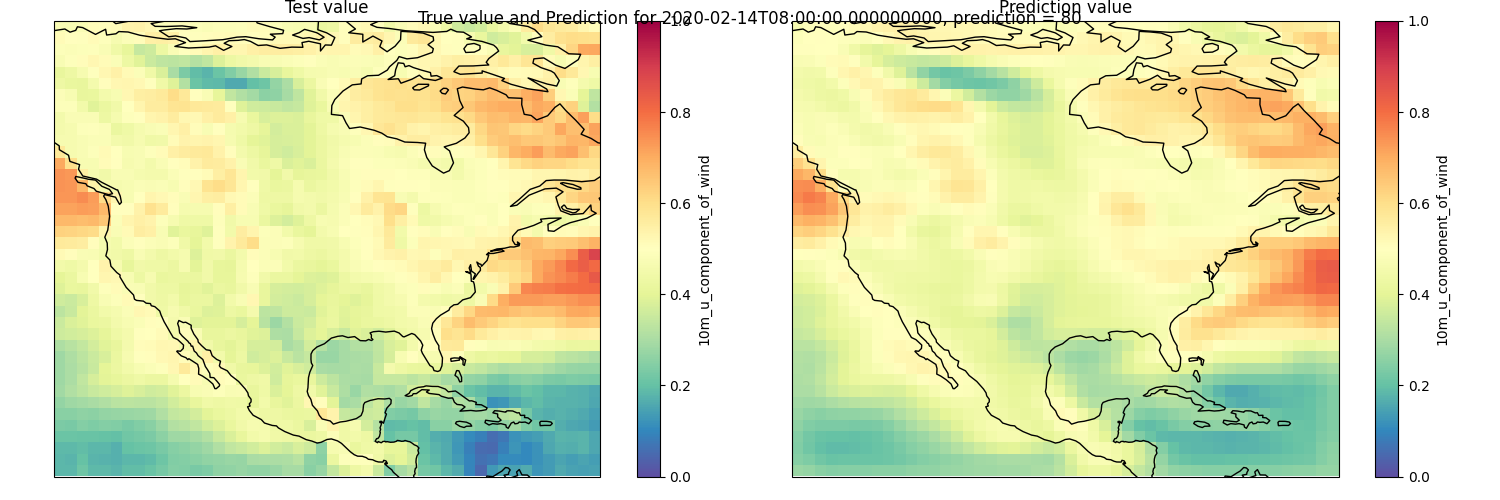 Test value
Prediction value
True value and Prediction for 2020-02-14T08:00:00.000000000, prediction = 80
1.0
0.8
0.6
0.4
0.2
0.0
10m_u_component_of_wind
1.0
0.8
0.6
0.4
0.2
0.0
10m_u_component_of_wind